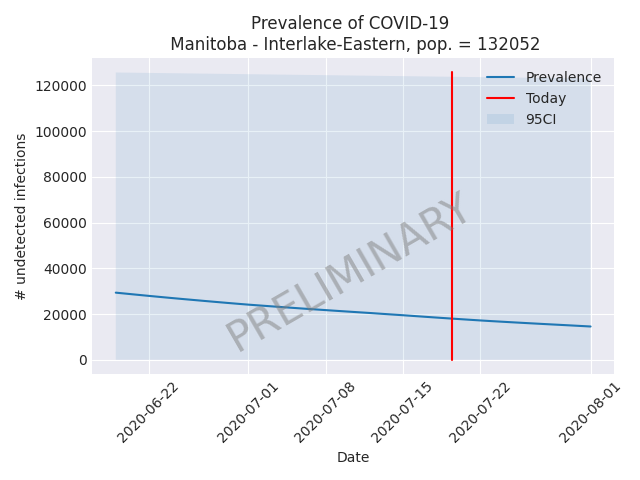 Prevalence of COVID-19
Manitoba - Interlake-Eastern, pop. = 132052
Prevalence
Today
95CI
# undetected infections
120000
100000
80000
60000
40000
20000
0
PRELIMINARY
2020-06-22
2020-07-01
2020-07-08
2020-07-15
2020-07-22
2020-08-01
Date